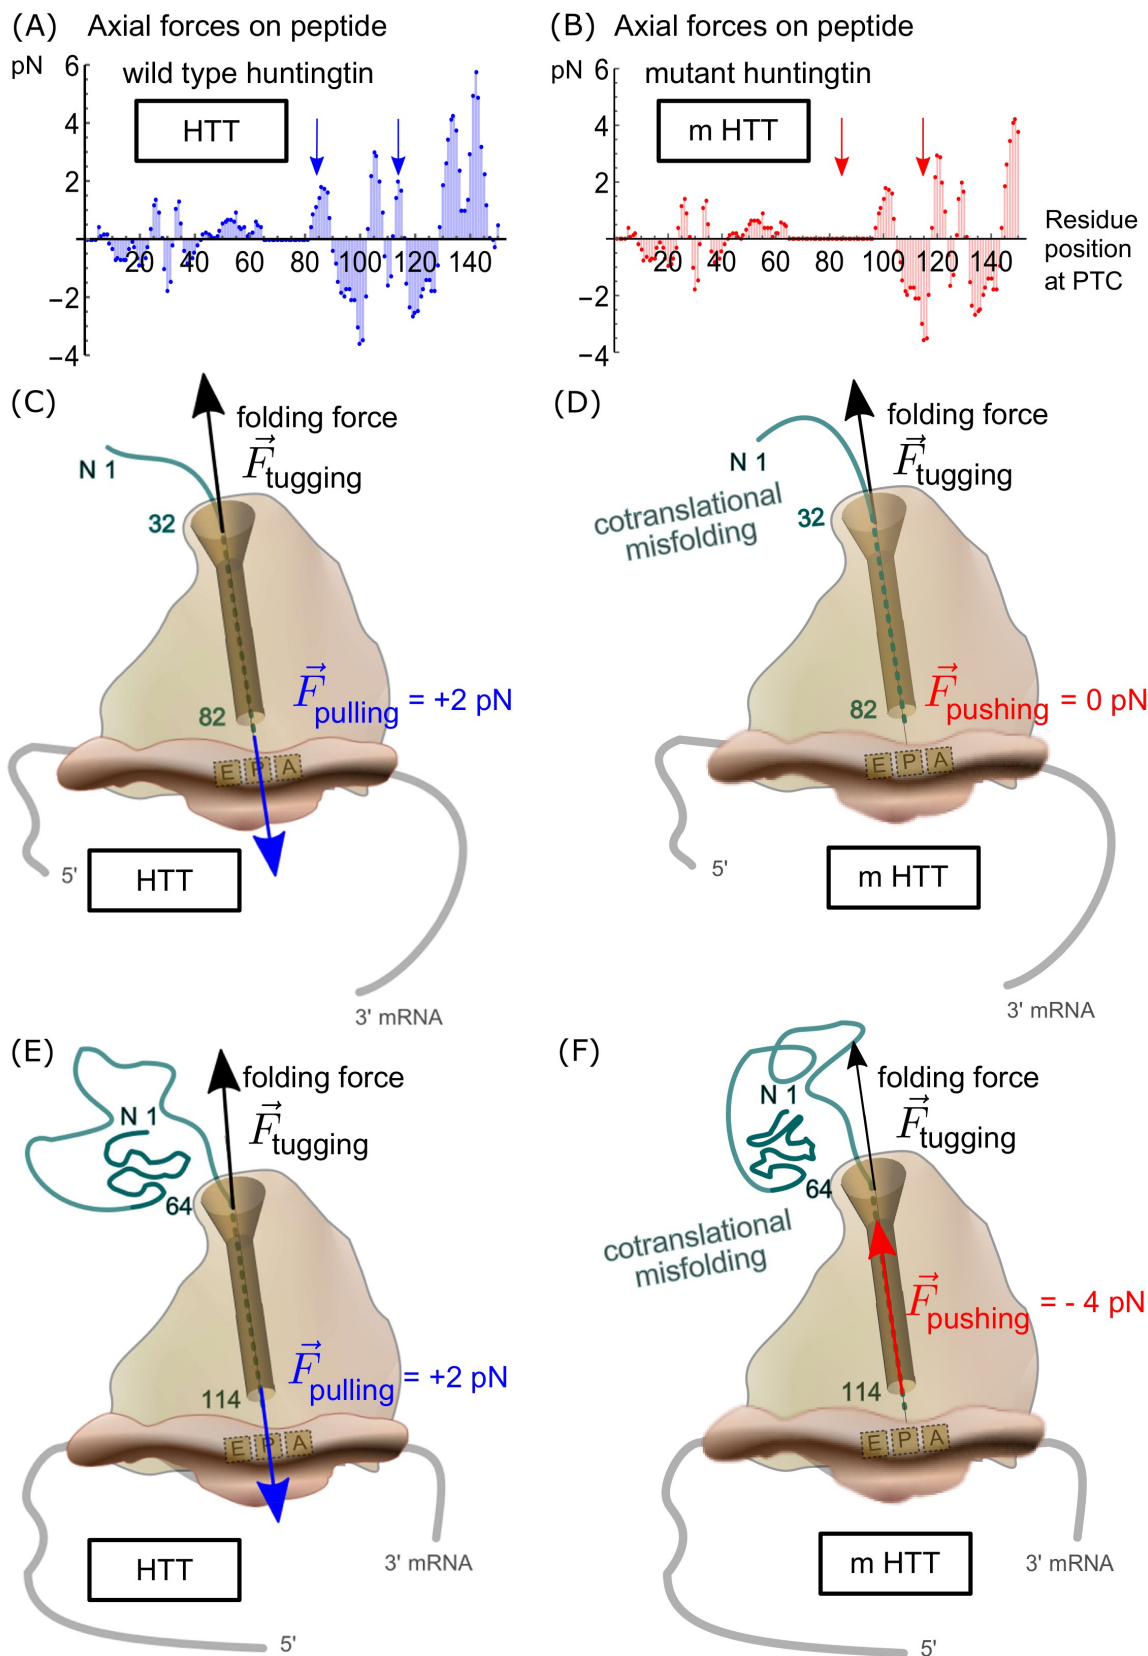 (A) Axial forces on peptide
pN
wild type huntingtin
HTT
6
4
2
−2
−4
20 40 60 80 100 120 140
(B) Axial forces on peptide
pN
mutant huntingtin
m HTT
6
4
2
−2
−4
20 40 60 80 100 120 140
Residue
position
at PTC
(C)
folding force
F tugging
N 1
32
82
F pulling = +2 pN
E P A
5'
HTT
3' mRNA
(D)
folding force
F tugging
N 1
cotranslational
misfolding
32
82
F pushing = 0 pN
E P A
5'
m HTT
3' mRNA
(E)
folding force
F tugging
N 1
64
114
F pulling = +2 pN
E P A
HTT
3' mRNA
5'
(F)
folding force
F tugging
N 1
64
cotranslational
misfolding
114
F pushing = - 4 pN
E P A
m HTT
3' mRNA
5'